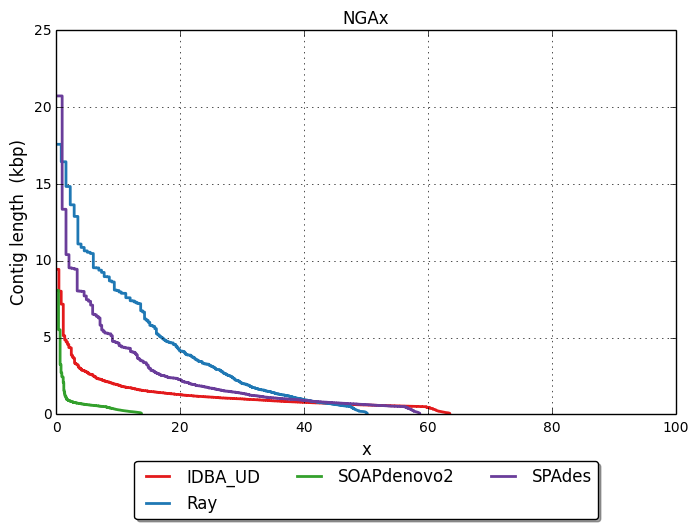 NGAx
25
20
15
10
5
0
Contig length (kbp)
0 20 40 60 80 100
x
IDBA_UD SOAPdenovo2 SPAdes
Ray